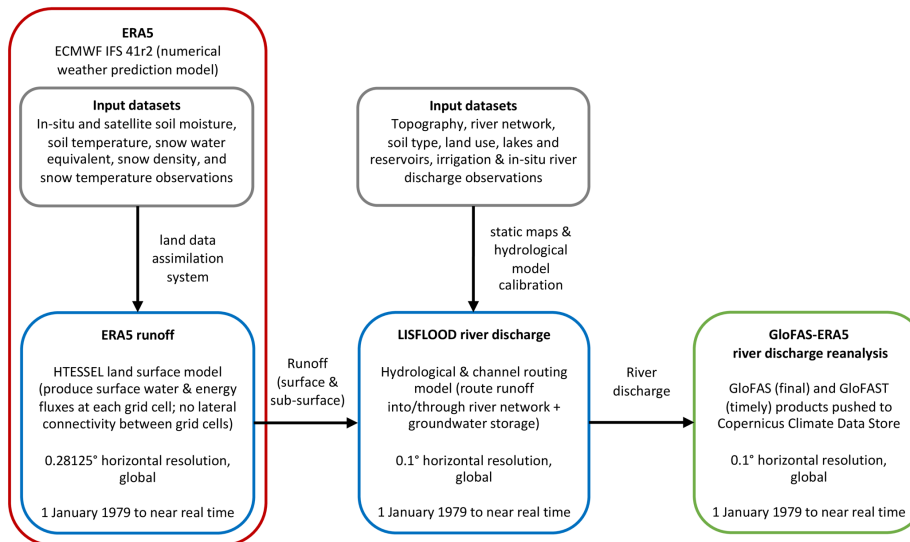 ERA5
ECMWF IFS 41r2 (numerical
weather prediction model)
Input datasets
In-situ and satellite soil moisture,
soil temperature, snow water
equivalent, snow density, and
snow temperature observations
land data
assimilation
system
ERA5 runoff
HTESSEL land surface model
(produce surface water & energy
fluxes at each grid cell; no lateral
connectivity between grid cells)
0.28125° horizontal resolution,
global
1 January 1979 to near real time
Runoff
(surface &
sub-surface)
Input datasets
Topography, river network,
soil type, land use, lakes and
reservoirs, irrigation & in-situ river
discharge observations
static maps &
hydrological
model
calibration
LISFLOOD river discharge
Hydrological & channel routing
model (route runoff
into/through river network +
groundwater storage)
0.1° horizontal resolution,
global
1 January 1979 to near real time
River
discharge
GloFAS-ERA5
river discharge reanalysis
GloFAS (final) and GloFAST
(timely) products pushed to
Copernicus Climate Data Store
0.1° horizontal resolution,
global
1 January 1979 to near real time